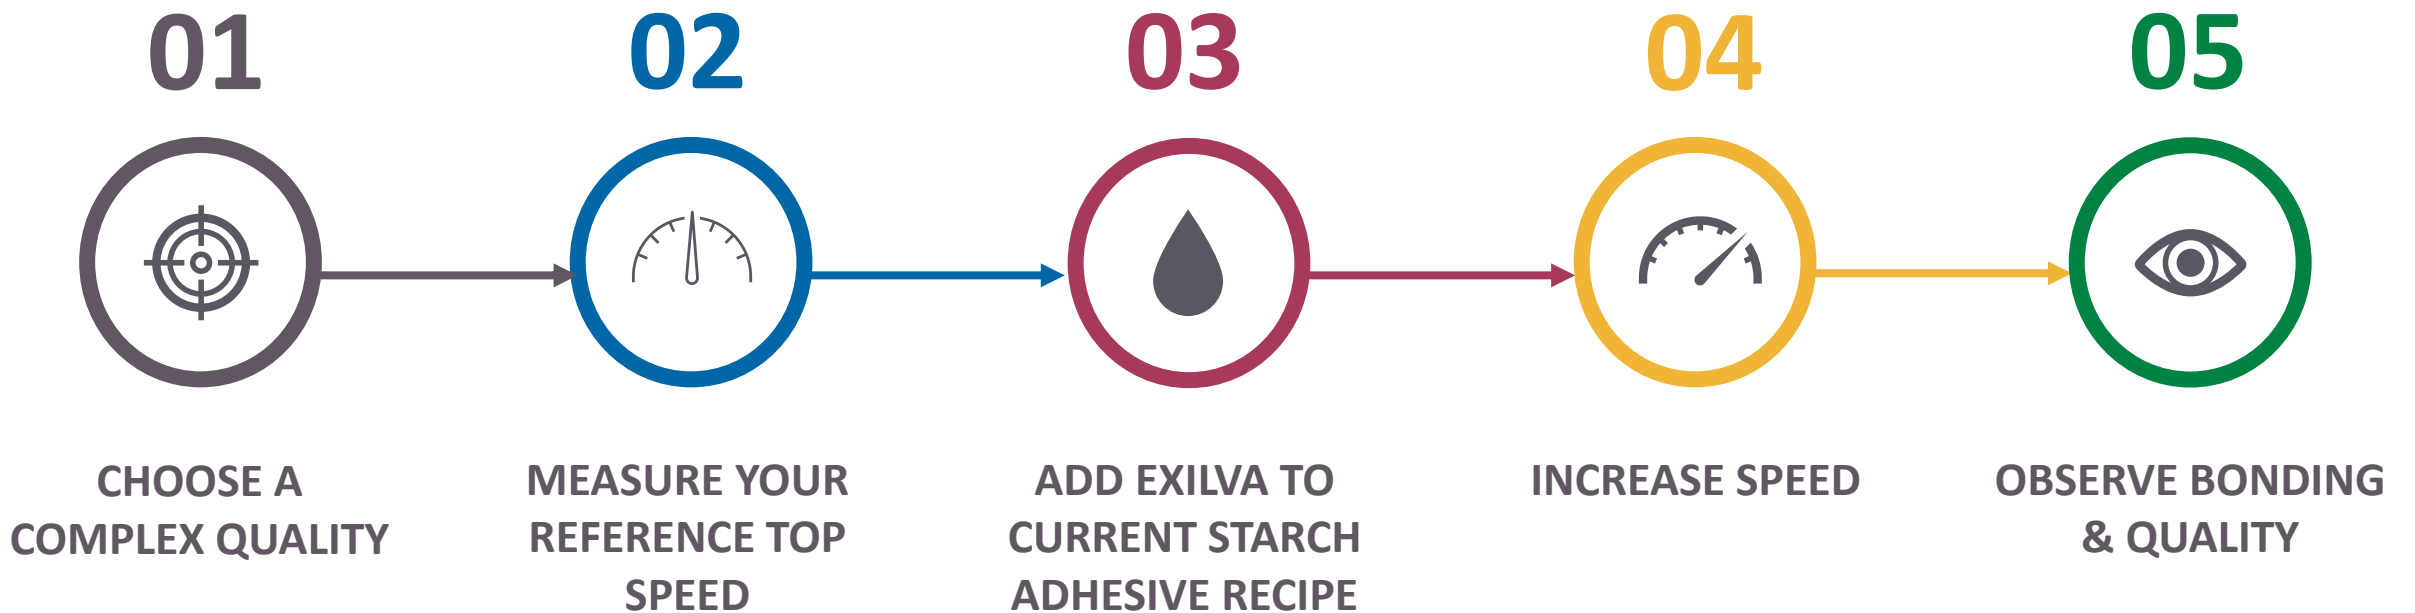 01
02
03
04
05
CHOOSE A
COMPLEX QUALITY
MEASURE YOUR
REFERENCE TOP
SPEED
ADD EXILVA TO
CURRENT STARCH
ADHESIVE RECIPE
INCREASE SPEED
OBSERVE BONDING
& QUALITY